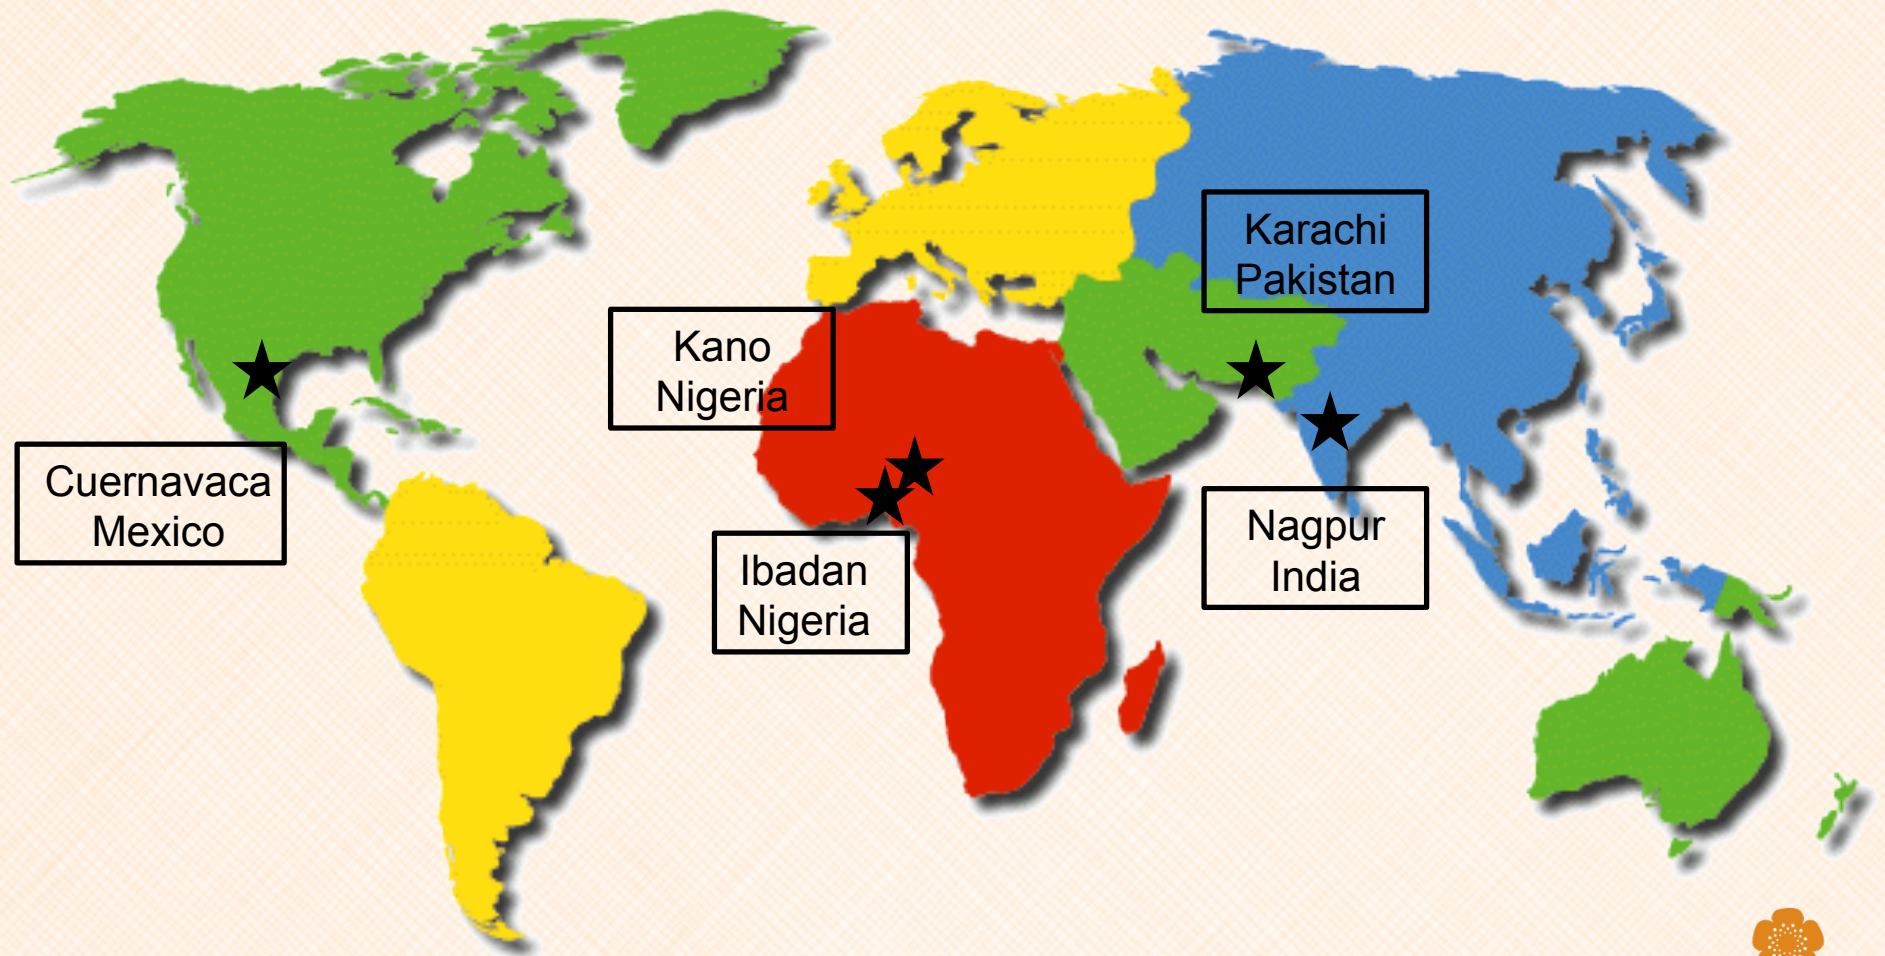 Karachi
Pakistan
Kano
Nigeria
Cuernavaca
Mexico
Nagpur
India
Ibadan
Nigeria